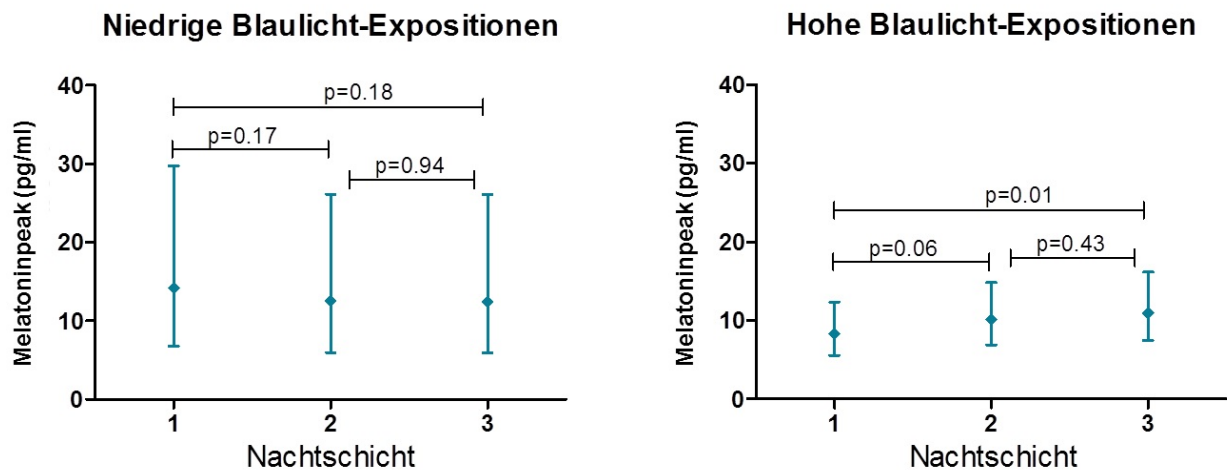 Niedrige Blaulicht-Expositionen
Melatoninpeak (pg/ml)
40
30
20
10
0
p=0.18
p=0.17
p=0.94
1 2 3
Nachtschicht
Hohe Blaulicht-Expositionen
Melatoninpeak (pg/ml)
40
30
20
10
0
p=0.01
p=0.06
p=0.43
1 2 3
Nachtschicht